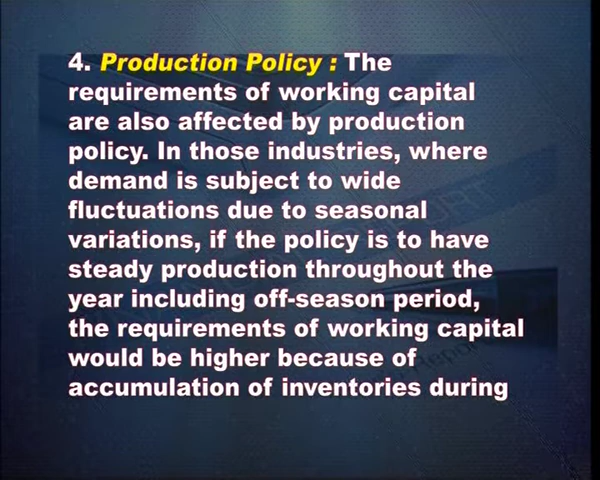 4. Production Policy : The
requirements of working capital
are also affected by production
policy. In those industries, where
demand is subject to wide
fluctuations due to seasonal
variations, if the policy is to have
steady production throughout the
year including off-season period,
the requirements of working capital
would be higher because of
accumulation of inventories during